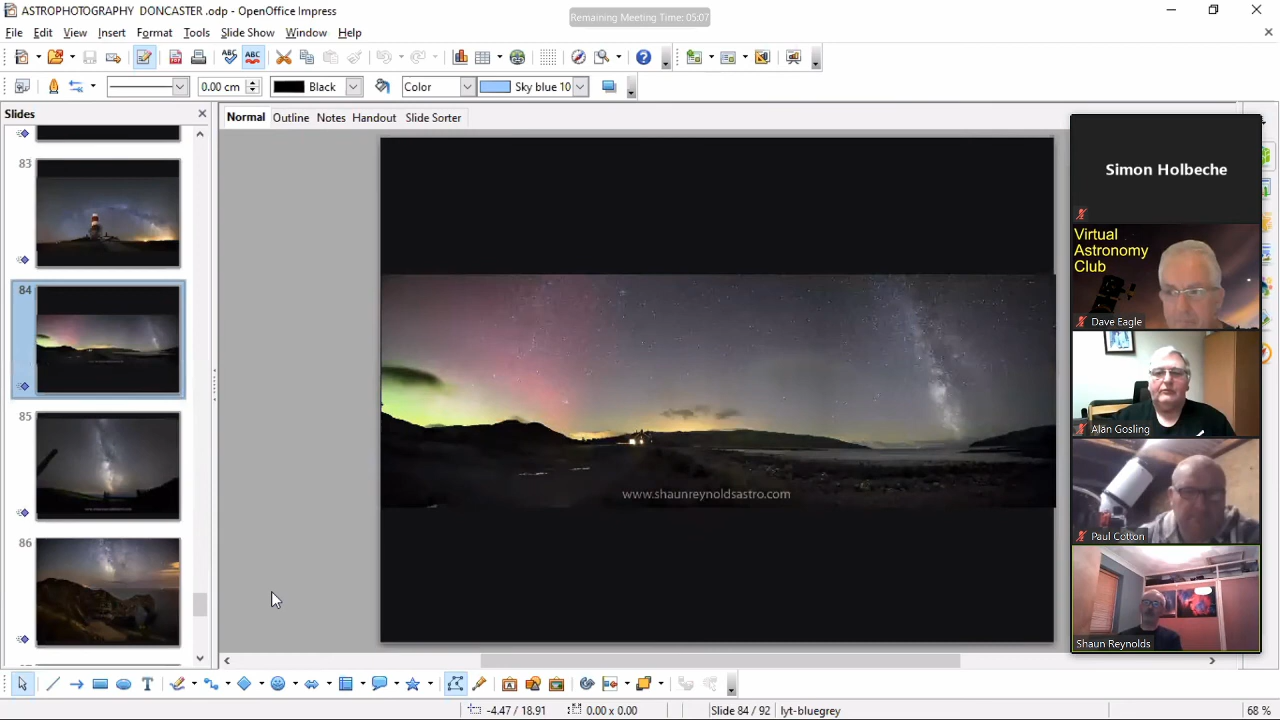 ASTROPHOTOGRAPHY DONCASTER .odp - OpenOffice Impress
Remaining Meeting Time: 05:07
File Edit View Insert Format Tools Slide Show Window Help
0.00 cm Black Color Sky blue 10
Slides
Normal Outline Notes Handout Slide Sorter
83
84
85
86
www.shaunreynoldsastro.com
Simon Holbeche
Virtual
Astronomy
Club
Dave Eagle
Alan Gosling
Paul Cotton
Shaun Reynolds
-4.47 / 18.91 0.00 x 0.00 Slide 84 / 92 lyt-bluegrey 68 %